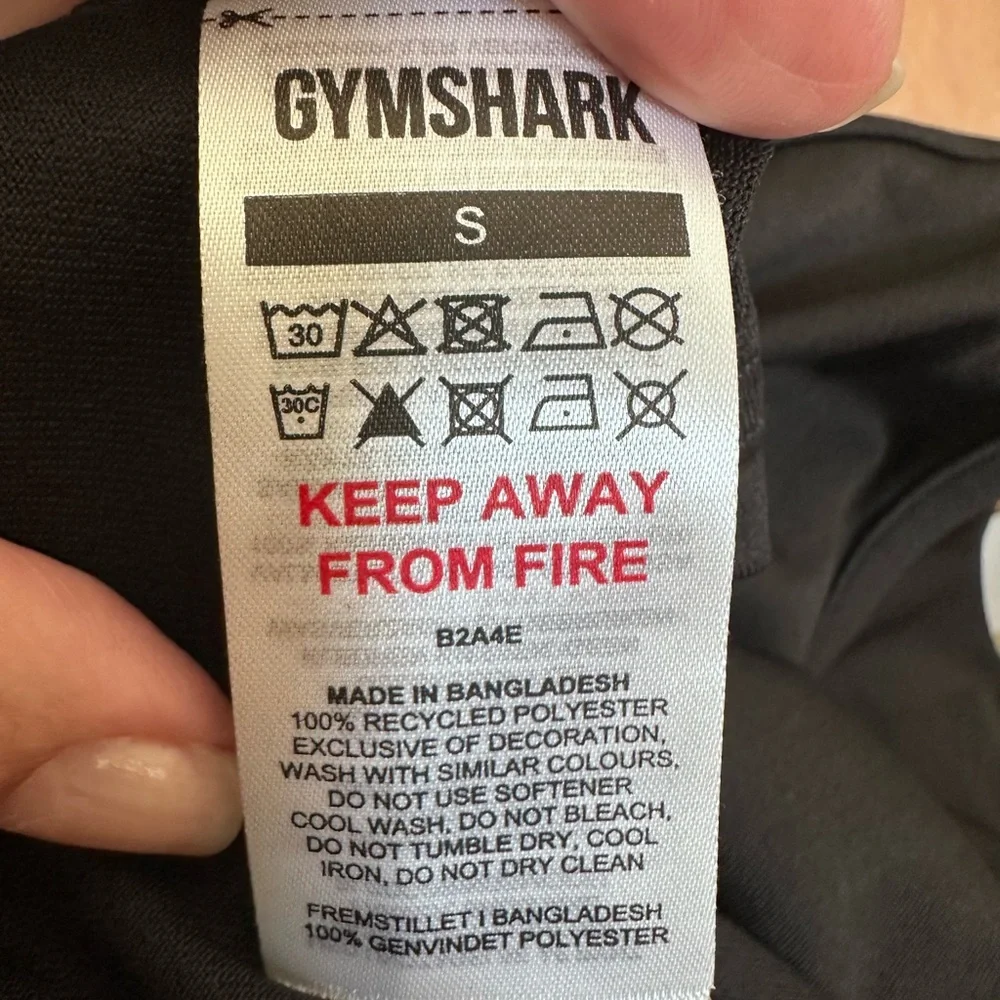 GYMSHARK
S
30
30C
KEEP AWAY
FROM FIRE
B2A4E
MADE IN BANGLADESH
100% RECYCLED POLYESTER
EXCLUSIVE OF DECORATION,
WASH WITH SIMILAR COLOURS,
DO NOT USE SOFTENER
COOL WASH, DO NOT BLEACH,
DO NOT TUMBLE DRY, COOL
IRON, DO NOT DRY CLEAN
FREMSTILLET I BANGLADESH
100% GENVINDET POLYESTER